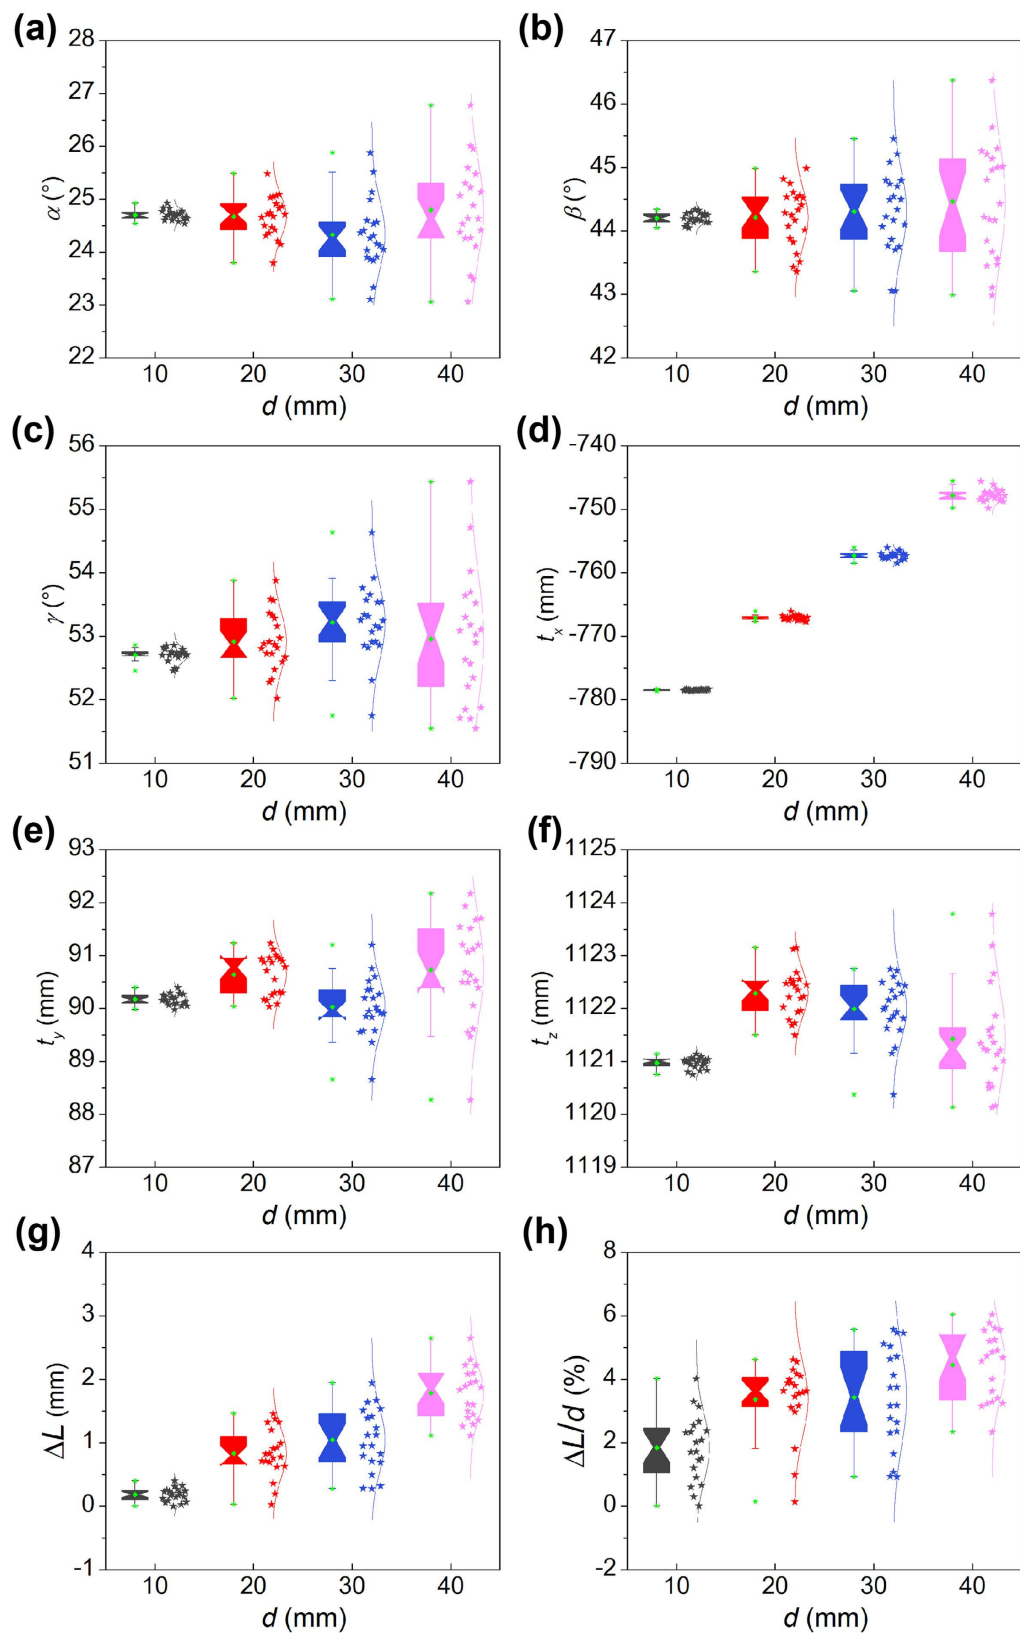 (a)
28
27
26
25
24
23
22
α (°)
10 20 30 40
d (mm)
(b)
47
46
45
44
43
42
β (°)
10 20 30 40
d (mm)
(c)
56
55
54
53
52
51
γ (°)
10 20 30 40
d (mm)
(d)
-740
-750
-760
-770
-780
-790
tx (mm)
10 20 30 40
d (mm)
(e)
93
92
91
90
89
88
87
ty (mm)
10 20 30 40
d (mm)
(f)
1125
1124
1123
1122
1121
1120
1119
tz (mm)
10 20 30 40
d (mm)
(g)
4
3
2
1
0
-1
ΔL (mm)
10 20 30 40
d (mm)
(h)
8
6
4
2
0
-2
ΔL/d (%)
10 20 30 40
d (mm)